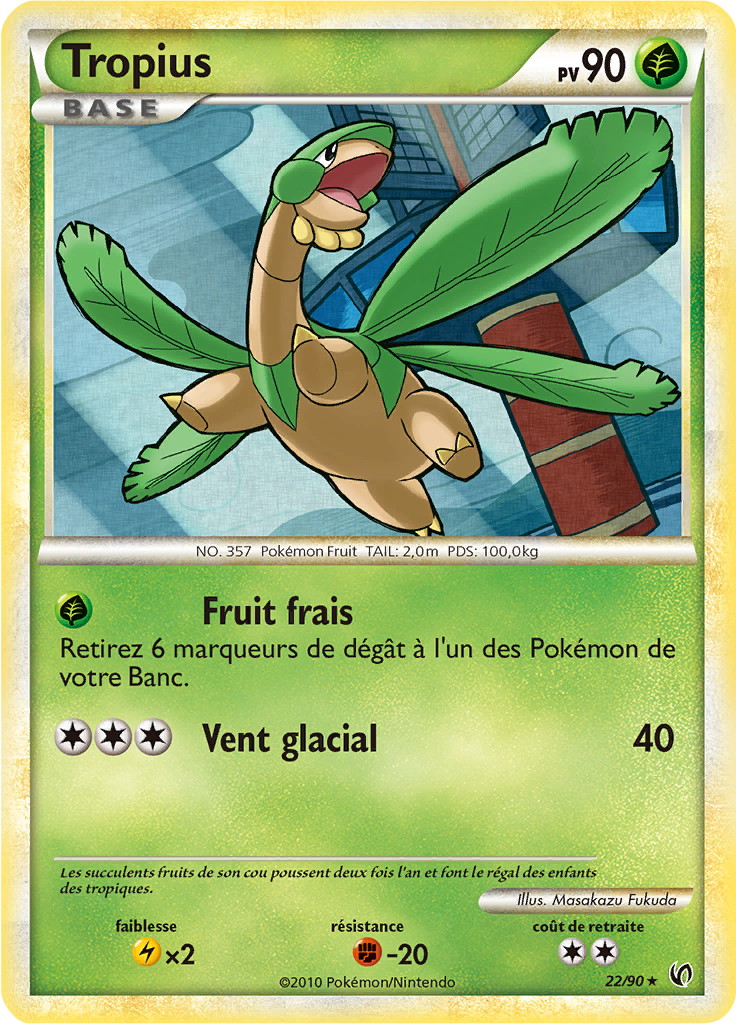 Tropius
PV 90
BASE
NO. 357 Pokémon Fruit TAIL: 2,0m PDS: 100,0kg
Fruit frais
Retirez 6 marqueurs de dégât à l'un des Pokémon de
votre Banc.
Vent glacial 40
Les succulents fruits de son cou poussent deux fois l'an et font le régal des enfants
des tropiques.
Illus. Masakazu Fukuda
faiblesse résistance coût de retraite
×2 -20
©2010 Pokémon/Nintendo 22/90 ★